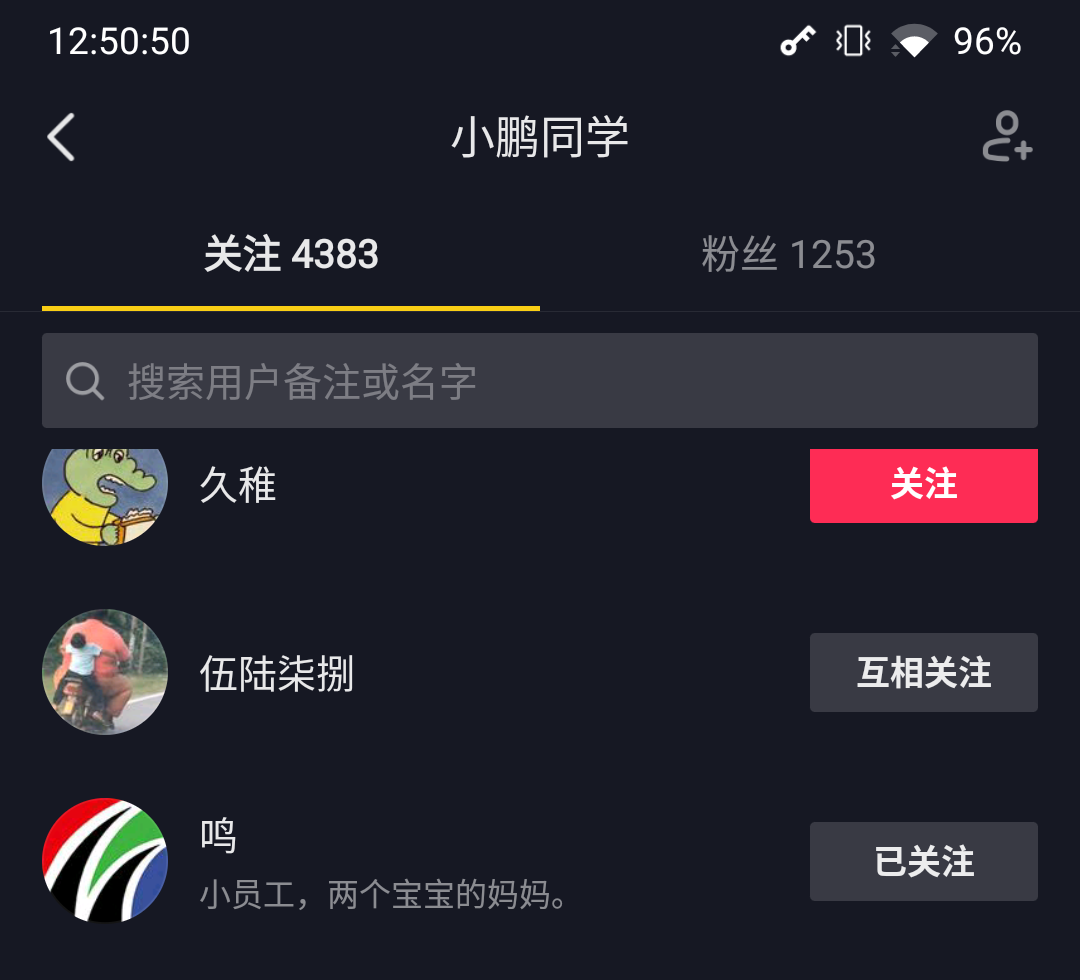 12:50:50 96%
小鹏同学
关注 4383 粉丝 1253
搜索用户备注或名字
久稚 关注
伍陆柒捌 互相关注
鸣
小员工，两个宝宝的妈妈。 已关注